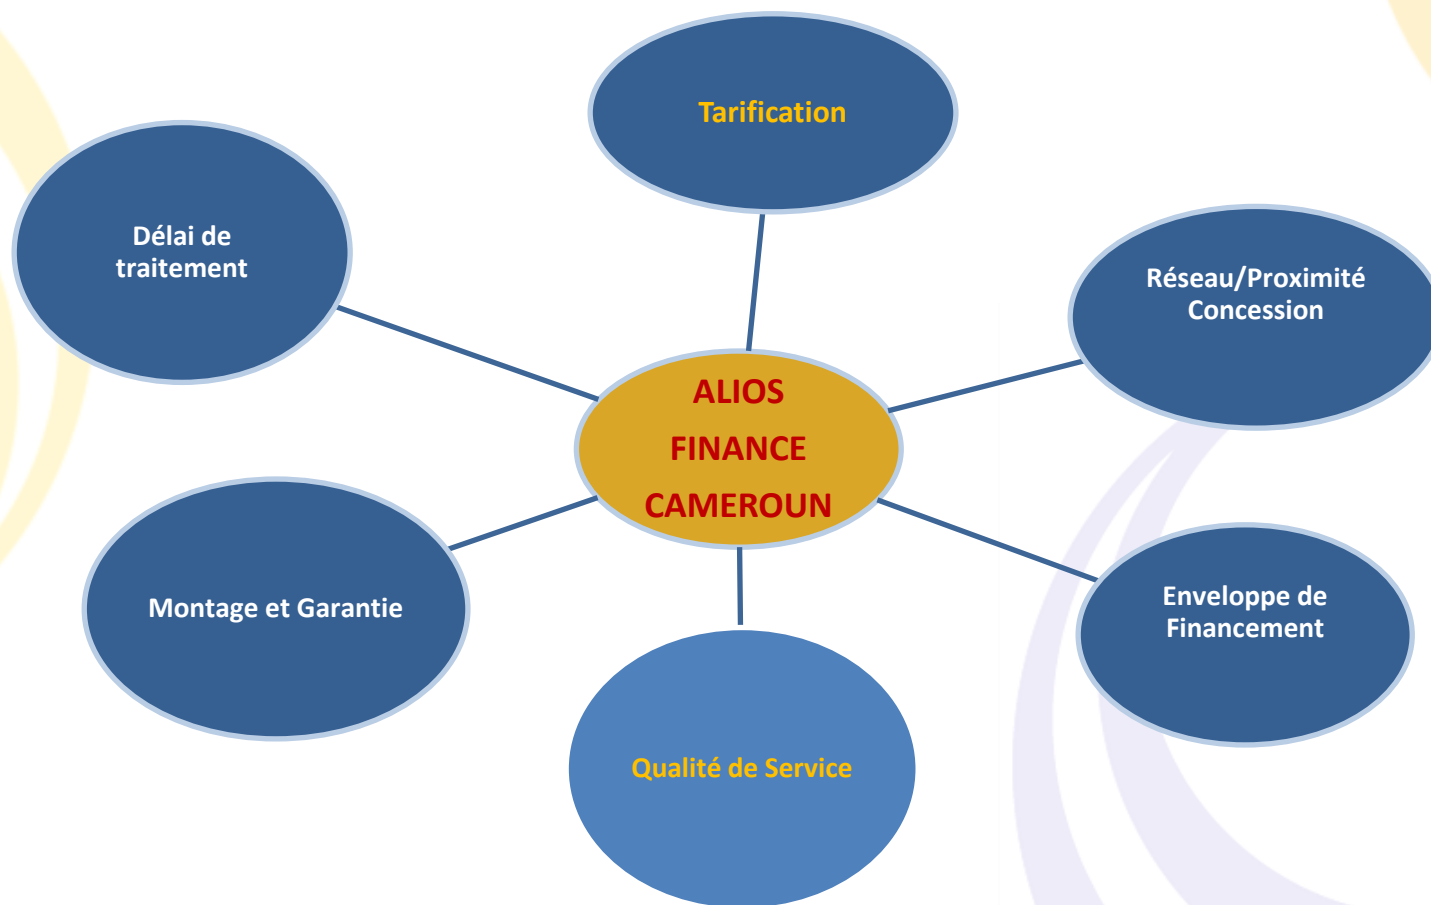 Tarification
Délai de
traitement
Réseau/Proximité
Concession
ALIOS
FINANCE
CAMEROUN
Montage et Garantie
Enveloppe de
Financement
Qualité de Service